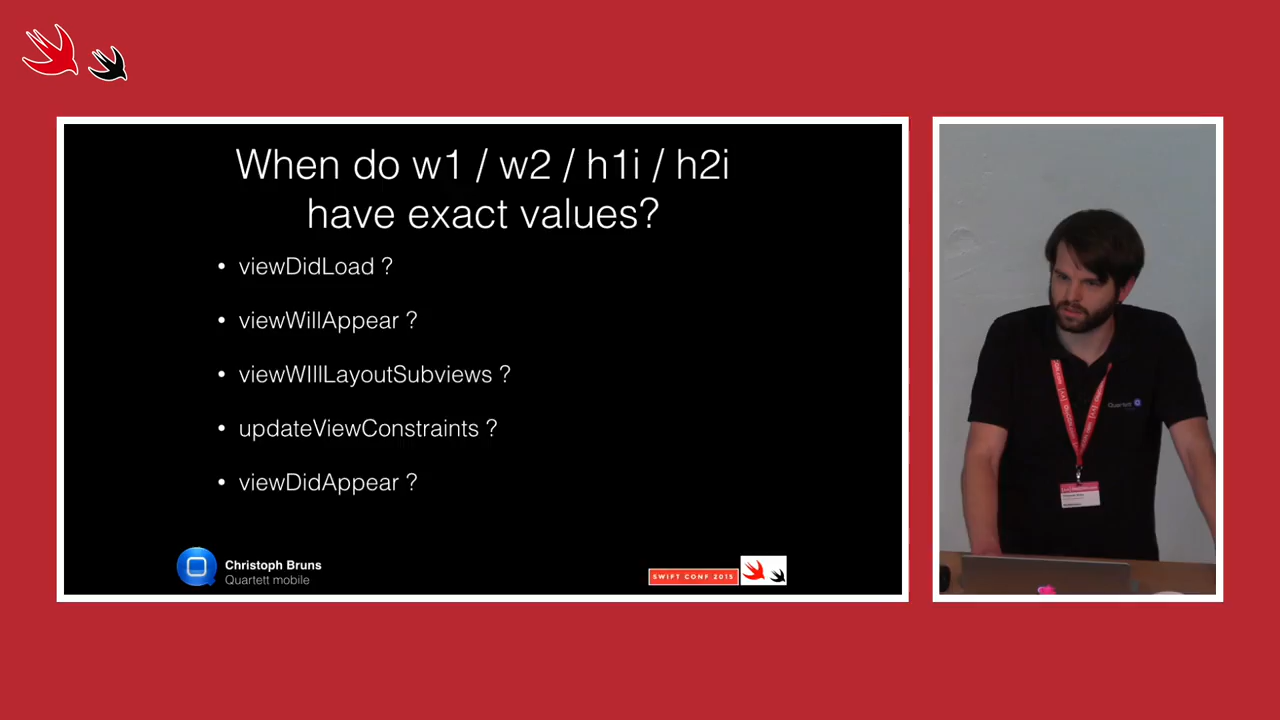 When do w1 / w2 / h1i / h2i
have exact values?
• viewDidLoad ?
• viewWillAppear ?
• viewWIllLayoutSubviews ?
• updateViewConstraints ?
• viewDidAppear ?
Christoph Bruns
Quartett mobile
SWIFT CONF 2015
Quartett